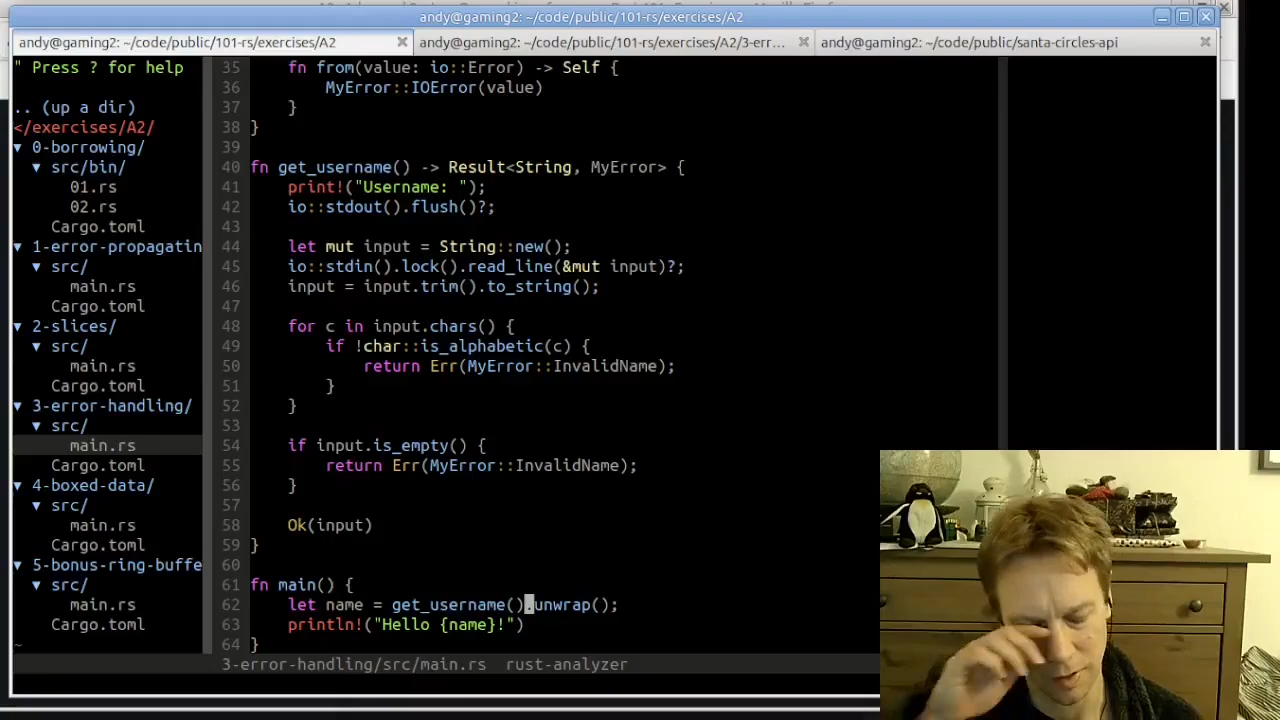 andy@gaming2: ~/code/public/101-rs/exercises/A2
andy@gaming2: ~/code/public/101-rs/exercises/A2
andy@gaming2: ~/code/public/101-rs/exercises/A2/3-err...
andy@gaming2: ~/code/public/santa-circles-api
" Press ? for help
.. (up a dir)
</exercises/A2/
▼ 0-borrowing/
▼ src/bin/
01.rs
02.rs
Cargo.toml
▼ 1-error-propagatin
▼ src/
main.rs
Cargo.toml
▼ 2-slices/
▼ src/
main.rs
Cargo.toml
▼ 3-error-handling/
▼ src/
main.rs
Cargo.toml
▼ 4-boxed-data/
▼ src/
main.rs
Cargo.toml
▼ 5-bonus-ring-buffe
▼ src/
main.rs
Cargo.toml
~
35     fn from(value: io::Error) -> Self {
36         MyError::IOError(value)
37     }
38 }
39
40 fn get_username() -> Result<String, MyError> {
41     print!("Username: ");
42     io::stdout().flush()?;
43
44     let mut input = String::new();
45     io::stdin().lock().read_line(&mut input)?;
46     input = input.trim().to_string();
47
48     for c in input.chars() {
49         if !char::is_alphabetic(c) {
50             return Err(MyError::InvalidName);
51         }
52     }
53
54     if input.is_empty() {
55         return Err(MyError::InvalidName);
56     }
57
58     Ok(input)
59 }
60
61 fn main() {
62     let name = get_username().unwrap();
63     println!("Hello {name}!")
64 }
3-error-handling/src/main.rs  rust-analyzer